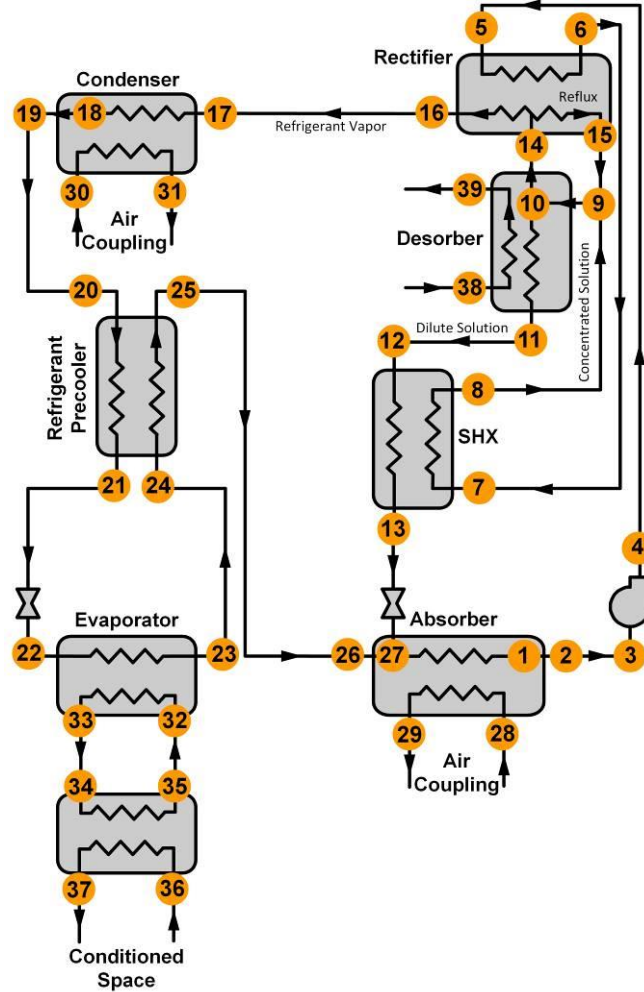 5
6
Rectifier
Condenser
19
18
17
16
Reflux
Refrigerant Vapor
15
14
30
31
39
10
9
Air
Coupling
Desorber
38
20
25
Concentrated Solution
Dilute Solution
12
11
Refrigerant
Precooler
8
SHX
21
24
7
13
4
Evaporator
Absorber
22
23
26
27
1
2
3
33
32
29
28
Air
Coupling
34
35
37
36
Conditioned
Space